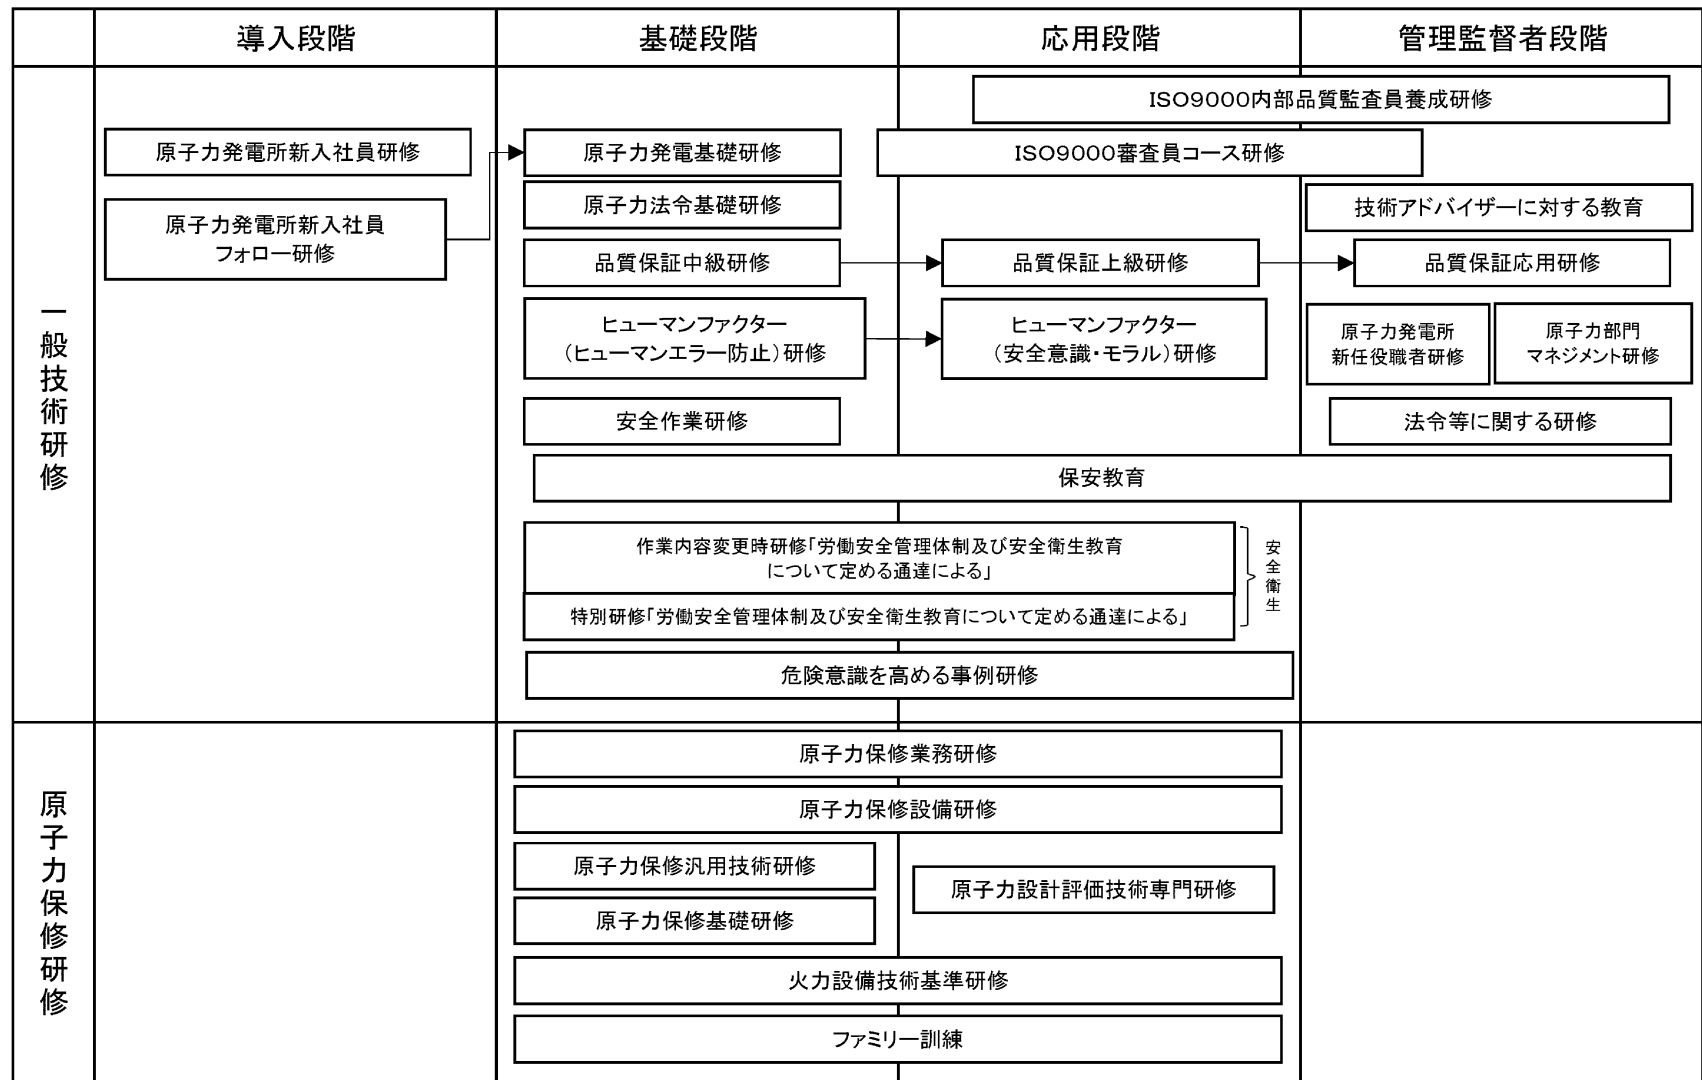 導入段階
基礎段階
応用段階
管理監督者段階
一般技術研修
ISO9000内部品質監査員養成研修
原子力発電所新入社員研修
原子力発電基礎研修
ISO9000審査員コース研修
原子力法令基礎研修
技術アドバイザーに対する教育
原子力発電所新入社員
フォロー研修
品質保証中級研修
品質保証上級研修
品質保証応用研修
ヒューマンファクター
（ヒューマンエラー防止）研修
ヒューマンファクター
（安全意識・モラル）研修
原子力発電所
新任役職者研修
原子力部門
マネジメント研修
安全作業研修
法令等に関する研修
保安教育
作業内容変更時研修「労働安全管理体制及び安全衛生教育
について定める通達による」
特別研修「労働安全管理体制及び安全衛生教育について定める通達による」
安全衛生
危険意識を高める事例研修
原子力保修研修
原子力保修業務研修
原子力保修設備研修
原子力保修汎用技術研修
原子力設計評価技術専門研修
原子力保修基礎研修
火力設備技術基準研修
ファミリー訓練